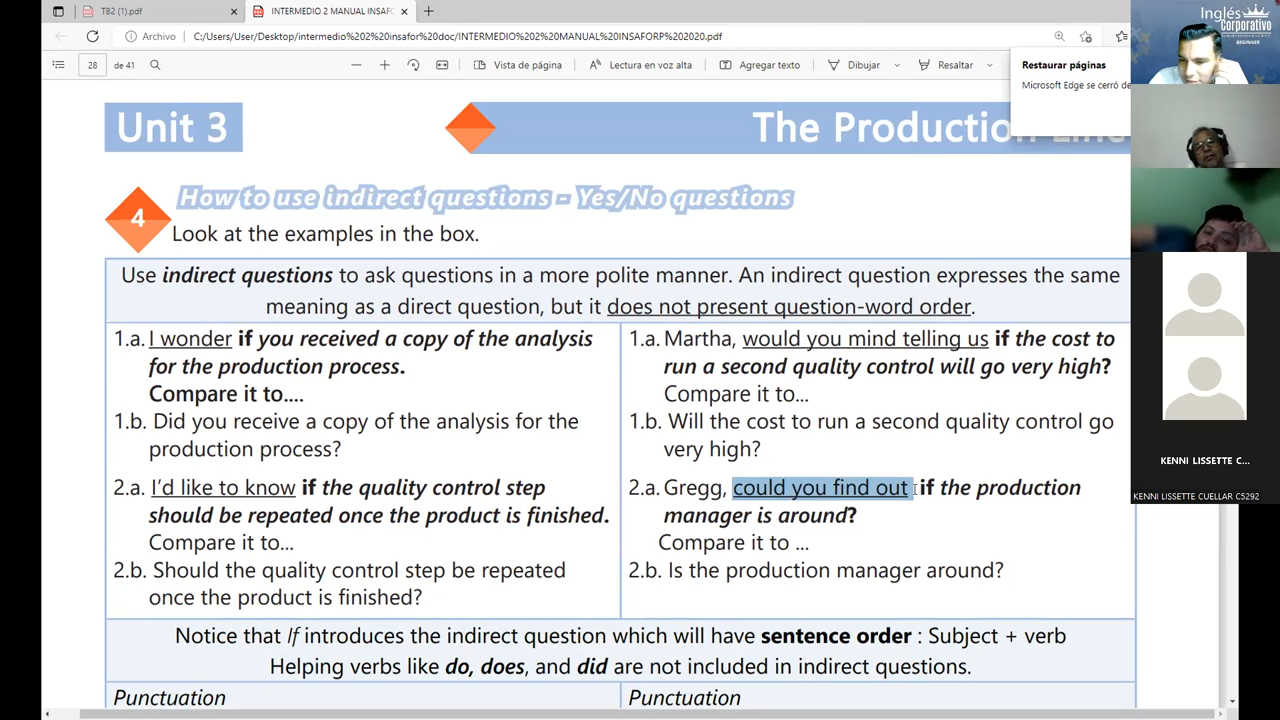 TB2 (1).pdf
INTERMEDIO 2 MANUAL INSAFOR
Archivo
C:/Users/User/Desktop/intermedio%202%20insafor%20doc/INTERMEDIO%202%20MANUAL%20INSAFORP%202020.pdf
28
de 41
Vista de página
Lectura en voz alta
Agregar texto
Dibujar
Resaltar
Restaurar páginas
Microsoft Edge se cerró de
Inglés
Corporativo
BEGINNER
Unit 3
The Production Line
4
How to use indirect questions - Yes/No questions
Look at the examples in the box.
Use indirect questions to ask questions in a more polite manner. An indirect question expresses the same
meaning as a direct question, but it does not present question-word order.
1.a. I wonder if you received a copy of the analysis
for the production process.
Compare it to....
1.b. Did you receive a copy of the analysis for the
production process?
2.a. I'd like to know if the quality control step
should be repeated once the product is finished.
Compare it to...
2.b. Should the quality control step be repeated
once the product is finished?
1.a. Martha, would you mind telling us if the cost to
run a second quality control will go very high?
Compare it to...
1.b. Will the cost to run a second quality control go
very high?
2.a. Gregg, could you find out if the production
manager is around?
Compare it to ...
2.b. Is the production manager around?
Notice that If introduces the indirect question which will have sentence order : Subject + verb
Helping verbs like do, does, and did are not included in indirect questions.
Punctuation
Punctuation
KENNI LISSETTE C...
KENNI LISSETTE CUELLAR C5292